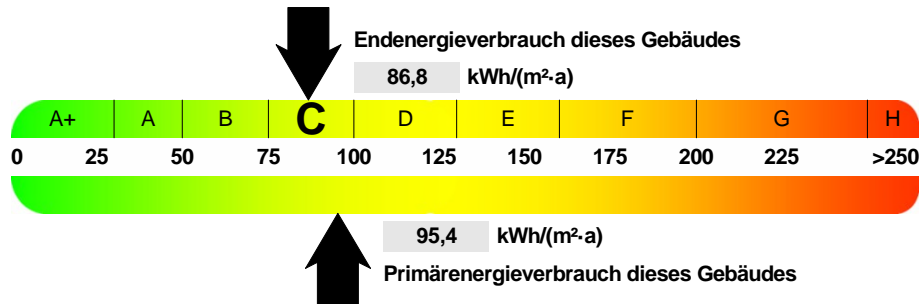 Endenergieverbrauch dieses Gebäudes
86,8 kWh/(m²·a)
A+ A B C D E F G H
0 25 50 75 100 125 150 175 200 225 >250
95,4 kWh/(m²·a)
Primärenergieverbrauch dieses Gebäudes